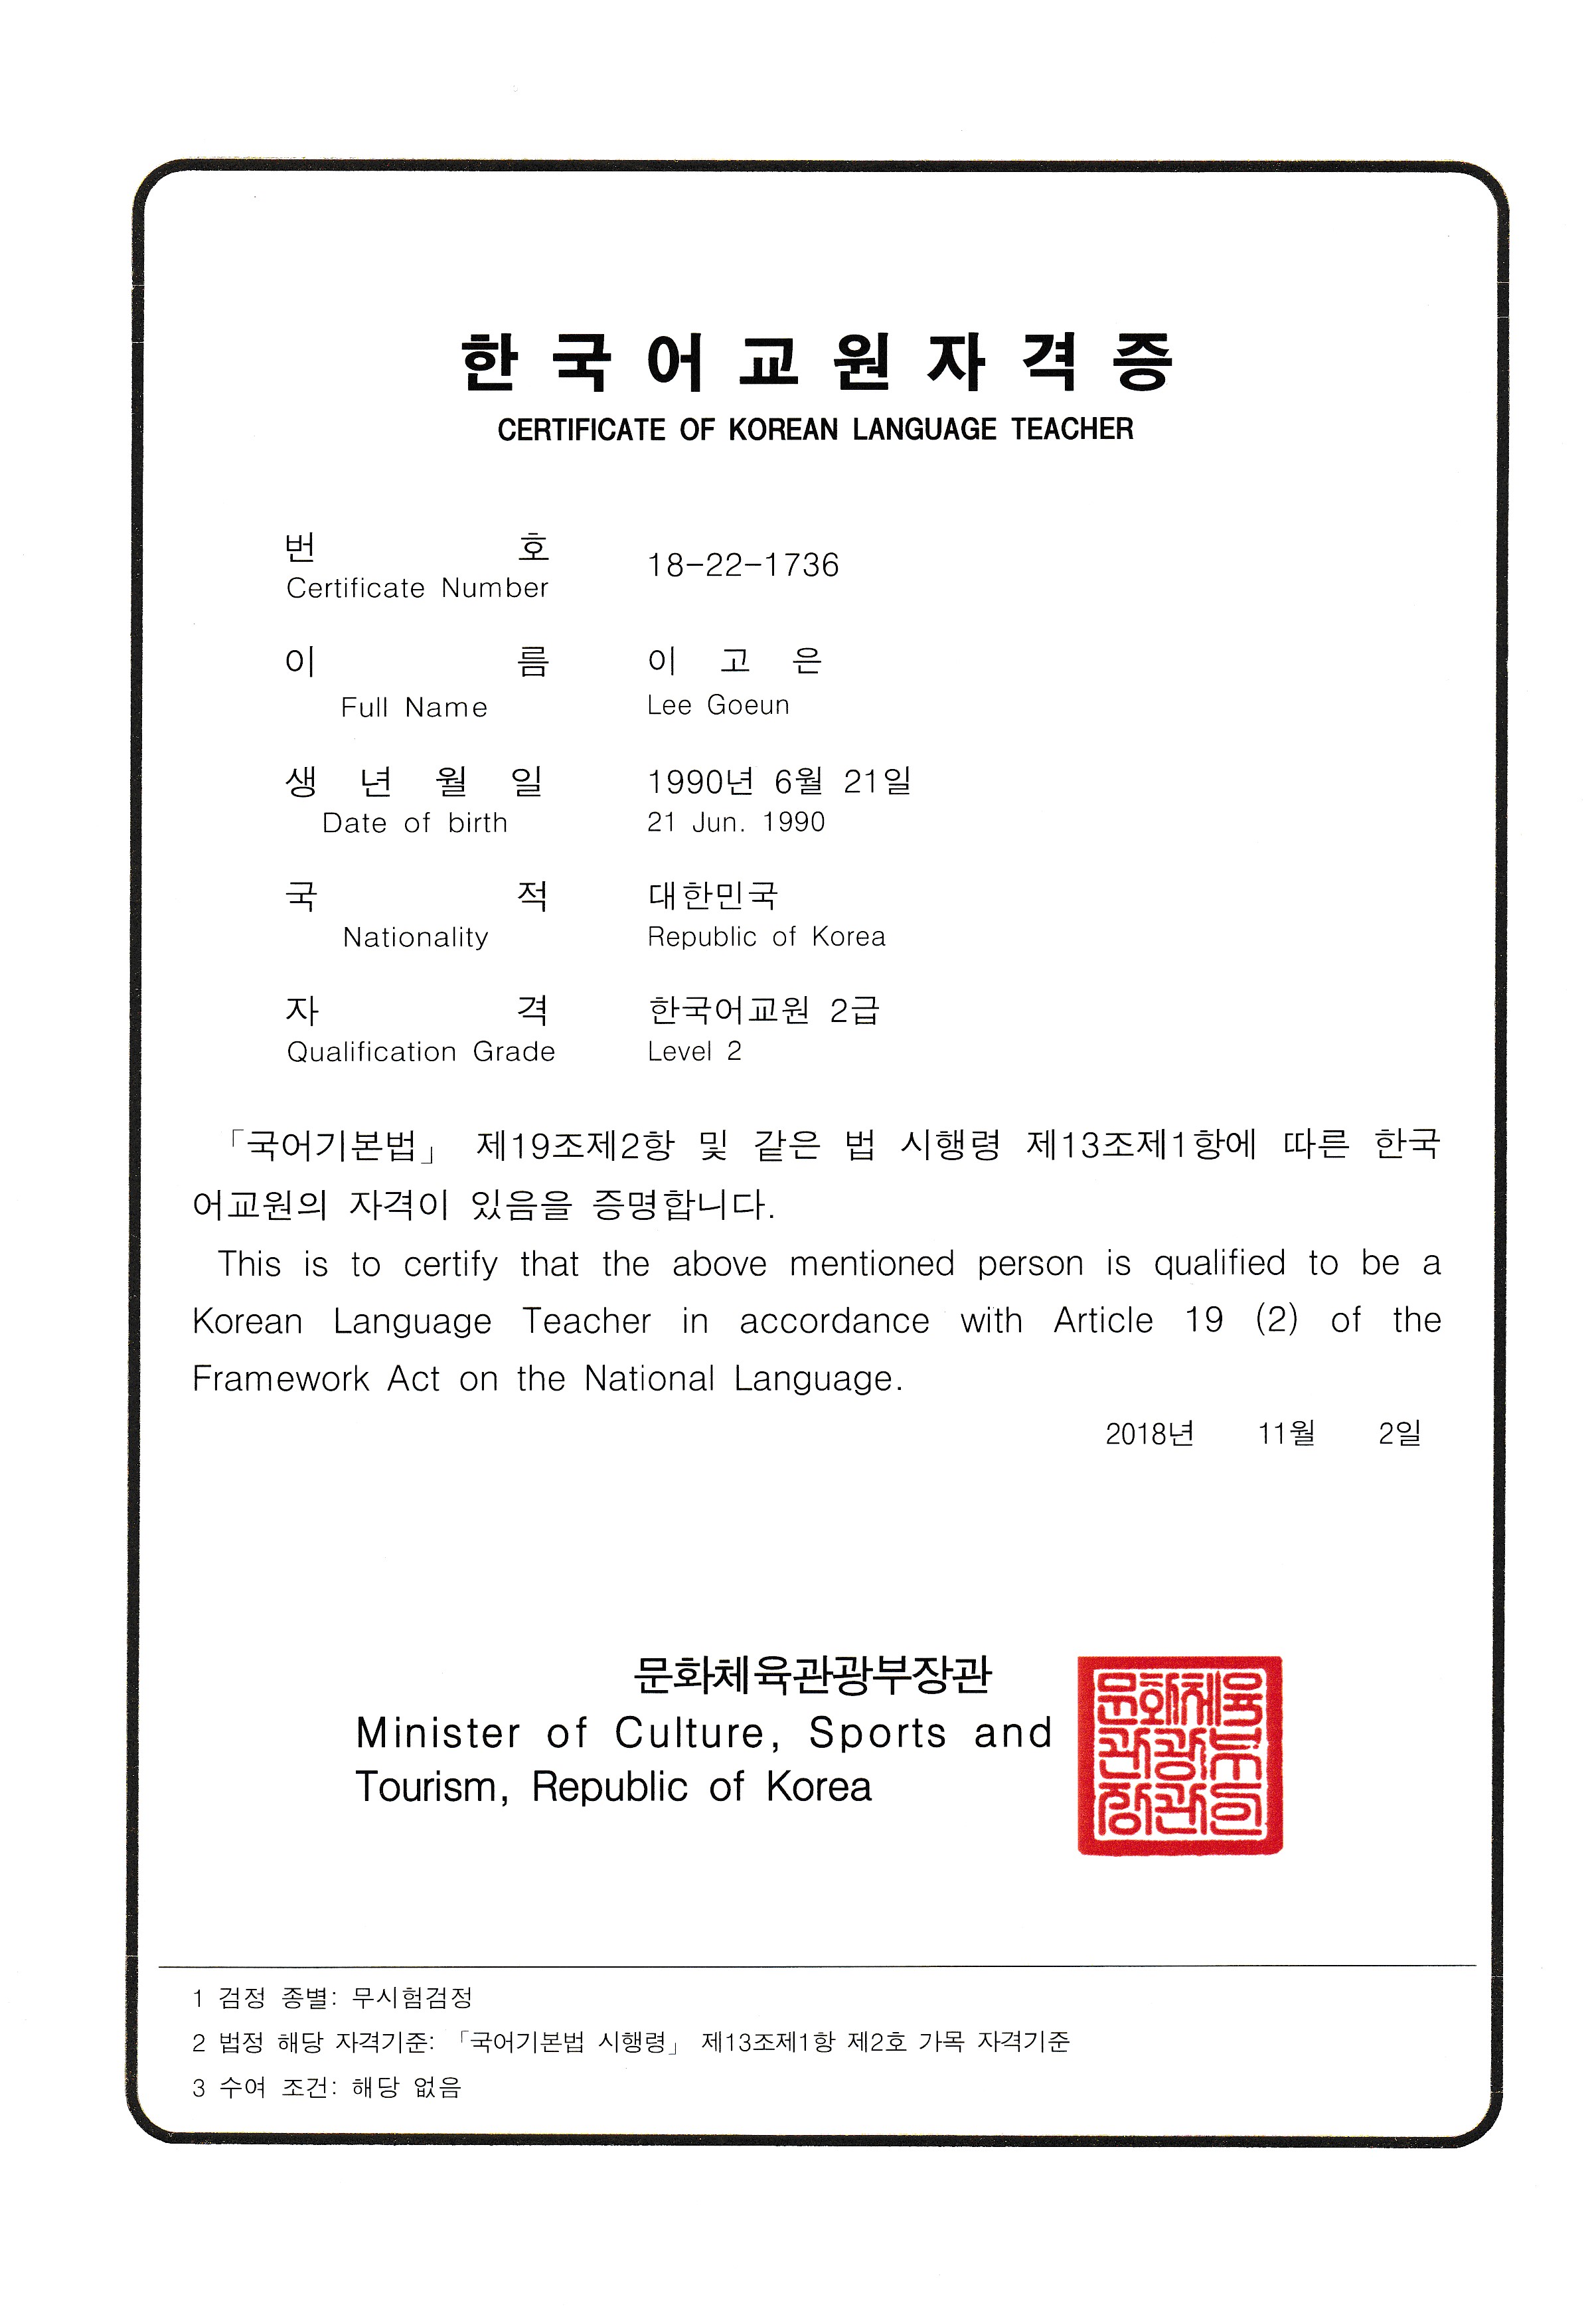 한국어교원자격증
CERTIFICATE OF KOREAN LANGUAGE TEACHER
번 호 18-22-1736
Certificate Number
이 름 이 고 은
Full Name Lee Goeun
생 년 월 일 1990년 6월 21일
Date of birth 21 Jun. 1990
국 적 대한민국
Nationality Republic of Korea
자 격 한국어교원 2급
Qualification Grade Level 2
「국어기본법」 제19조제2항 및 같은 법 시행령 제13조제1항에 따른 한국
어교원의 자격이 있음을 증명합니다.
This is to certify that the above mentioned person is qualified to be a
Korean Language Teacher in accordance with Article 19 (2) of the
Framework Act on the National Language.
2018년 11월 2일
문화체육관광부장관
Minister of Culture, Sports and
Tourism, Republic of Korea
문화체육
관광부
장관인
1 검정 종별: 무시험검정
2 법정 해당 자격기준: 「국어기본법 시행령」 제13조제1항 제2호 가목 자격기준
3 수여 조건: 해당 없음